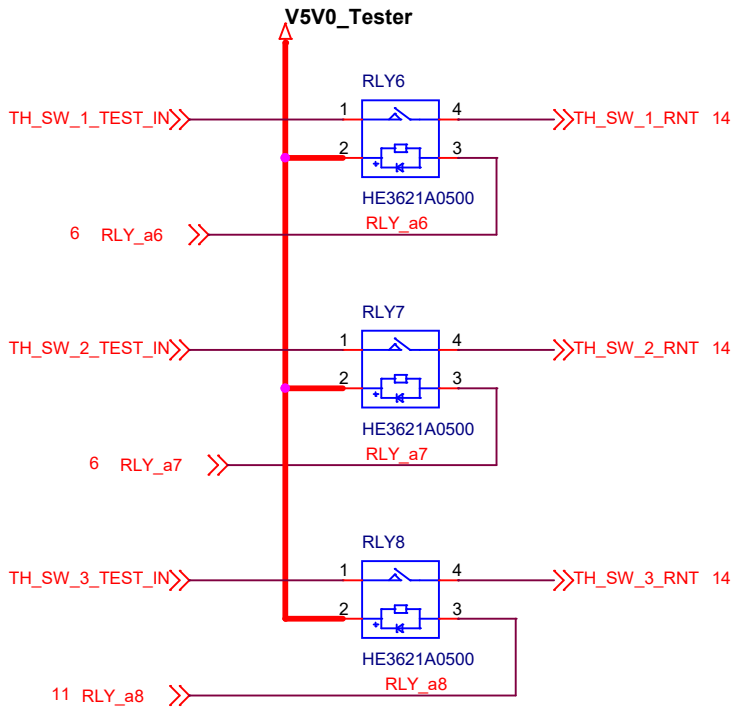 V5V0_Tester
RLY6
1 4
TH_SW_1_TEST_IN TH_SW_1_RNT 14
2 3
+
HE3621A0500
6 RLY_a6 RLY_a6
RLY7
1 4
TH_SW_2_TEST_IN TH_SW_2_RNT 14
2 3
+
HE3621A0500
6 RLY_a7 RLY_a7
RLY8
1 4
TH_SW_3_TEST_IN TH_SW_3_RNT 14
2 3
+
HE3621A0500
11 RLY_a8 RLY_a8